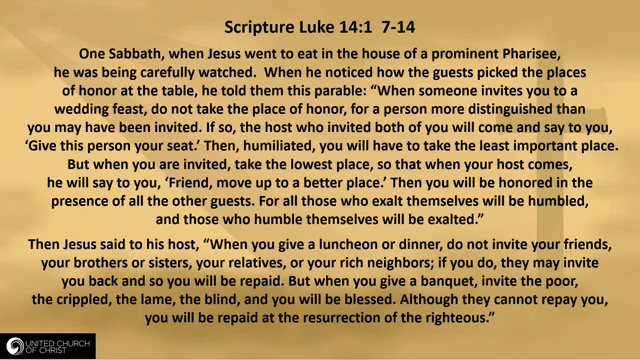 Scripture Luke 14:1  7-14
One Sabbath, when Jesus went to eat in the house of a prominent Pharisee,
he was being carefully watched.  When he noticed how the guests picked the places
of honor at the table, he told them this parable: “When someone invites you to a
wedding feast, do not take the place of honor, for a person more distinguished than
you may have been invited. If so, the host who invited both of you will come and say to you,
‘Give this person your seat.’ Then, humiliated, you will have to take the least important place.
But when you are invited, take the lowest place, so that when your host comes,
he will say to you, ‘Friend, move up to a better place.’ Then you will be honored in the
presence of all the other guests. For all those who exalt themselves will be humbled,
and those who humble themselves will be exalted.”
Then Jesus said to his host, “When you give a luncheon or dinner, do not invite your friends,
your brothers or sisters, your relatives, or your rich neighbors; if you do, they may invite
you back and so you will be repaid. But when you give a banquet, invite the poor,
the crippled, the lame, the blind, and you will be blessed. Although they cannot repay you,
you will be repaid at the resurrection of the righteous.”
UNITED CHURCH
OF CHRIST